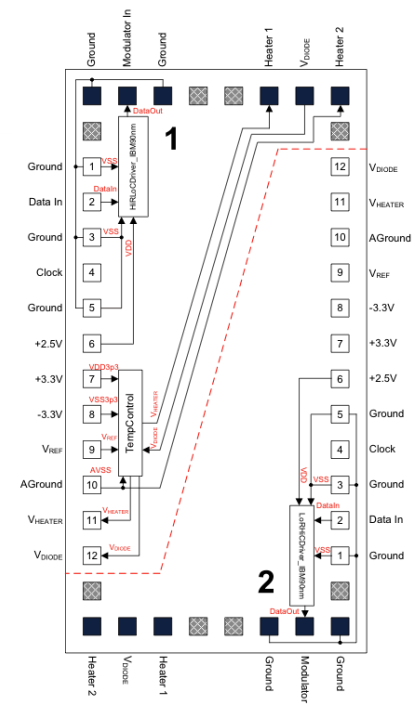 Ground
Modulator In
Ground
Heater 1
VDIODE
Heater 2
DataOut
1
HiRLoCDriver_IBM90nm
Ground
1
VSS
Data In
2
DataIn
Ground
3
VSS
VDD
Clock
4
Ground
5
+2.5V
6
+3.3V
7
VDD3p3
-3.3V
8
VSS3p3
VREF
9
VREF
AGround
10
AVSS
TempControl
VHEATER
VDIODE
VHEATER
11
VHEATER
VDIODE
12
VDIODE
12
VDIODE
11
VHEATER
10
AGround
9
VREF
8
-3.3V
7
+3.3V
6
+2.5V
5
Ground
4
Clock
VDD
VSS
3
Ground
DataIn
2
Data In
VSS
1
Ground
LoRHiCDriver_IBM90nm
2
DataOut
Heater 2
VDIODE
Heater 1
Ground
Modulator
Ground